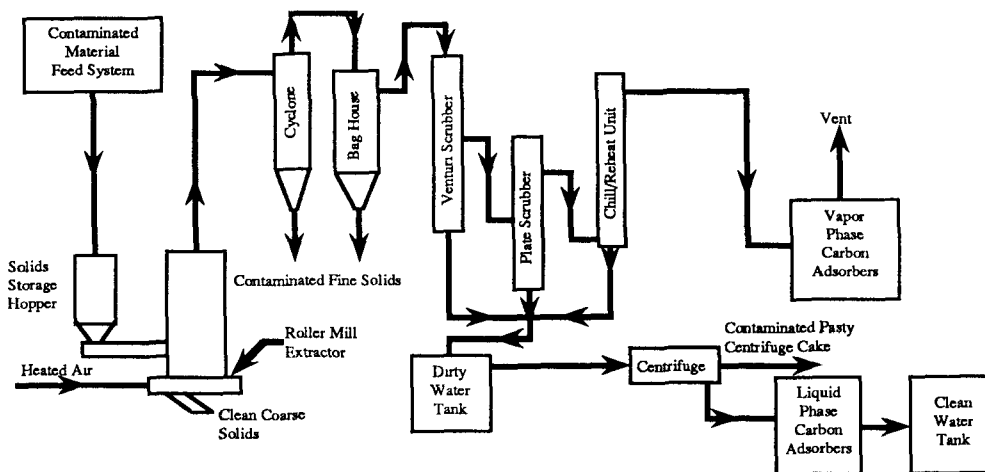 Contaminated
Material
Feed System
Cyclone
Bag House
Venturi Scrubber
Plate Scrubber
Chill/Reheat Unit
Vent
Vapor
Phase
Carbon
Adsorbers
Solids
Storage
Hopper
Contaminated Fine Solids
Roller Mill
Extractor
Heated Air
Clean Coarse
Solids
Dirty
Water
Tank
Centrifuge
Contaminated Pasty
Centrifuge Cake
Liquid
Phase
Carbon
Adsorbers
Clean
Water
Tank